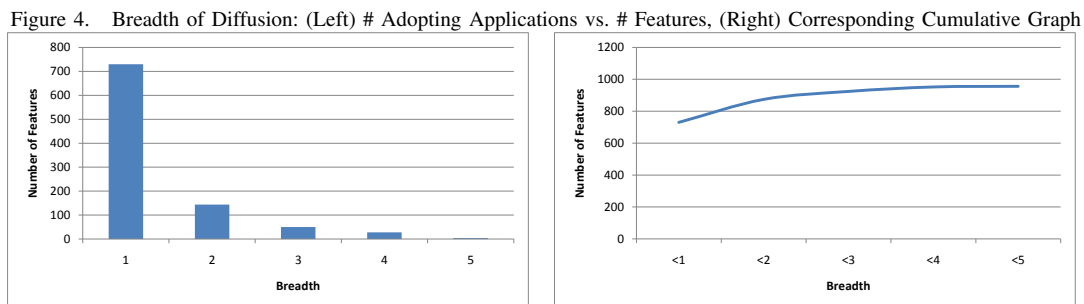 Figure 4. Breadth of Diffusion: (Left) # Adopting Applications vs. # Features, (Right) Corresponding Cumulative Graph
800
700
600
500
400
300
200
100
0
Number of Features
1 2 3 4 5
Breadth
1200
1000
800
600
400
200
0
Number of Features
<1 <2 <3 <4 <5
Breadth